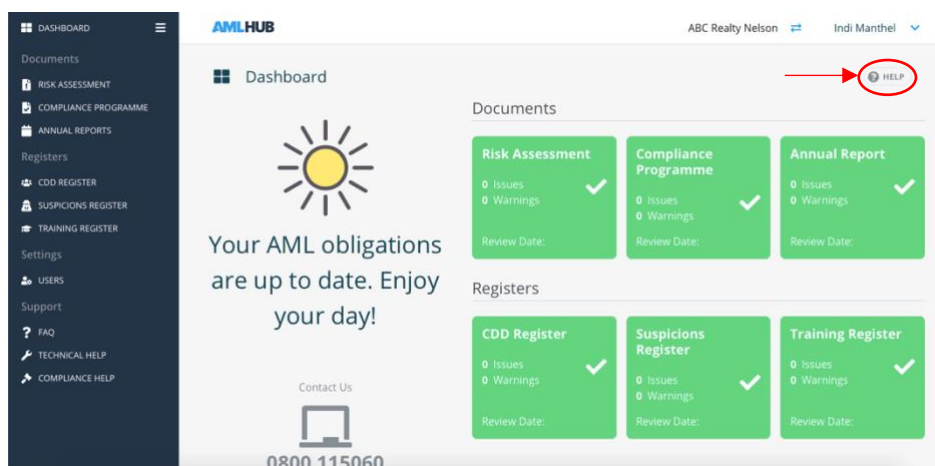 DASHBOARD
Documents
RISK ASSESSMENT
COMPLIANCE PROGRAMME
ANNUAL REPORTS
Registers
CDD REGISTER
SUSPICIONS REGISTER
TRAINING REGISTER
Settings
USERS
Support
? FAQ
TECHNICAL HELP
COMPLIANCE HELP
AMLHUB
ABC Realty Nelson
Indi Manthel
Dashboard
HELP
Your AML obligations
are up to date. Enjoy
your day!
Contact Us
0800 115060
Documents
Risk Assessment
0 Issues
0 Warnings
Review Date:
Compliance
Programme
0 Issues
0 Warnings
Review Date:
Annual Report
0 Issues
0 Warnings
Review Date:
Registers
CDD Register
0 Issues
0 Warnings
Review Date:
Suspicions
Register
0 Issues
0 Warnings
Review Date:
Training Register
0 Issues
0 Warnings
Review Date: